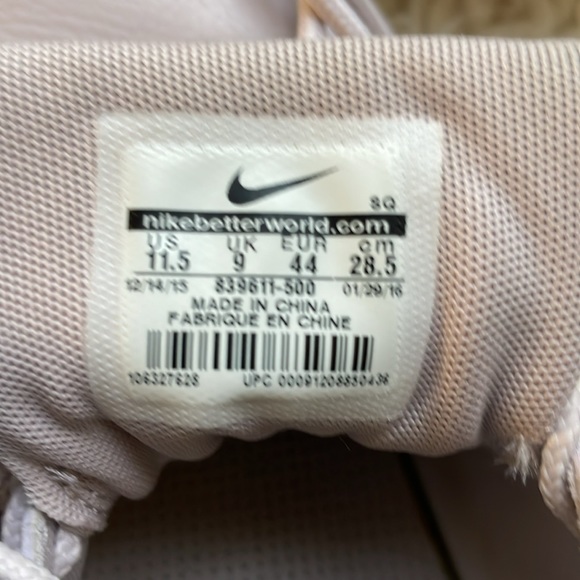 SQ
nikebetterworld.com
US UK EUR cm
11.5 9 44 28.5
12/14/15 839611-500 01/29/16
MADE IN CHINA
FABRIQUE EN CHINE
106327628 UPC 00091208850436